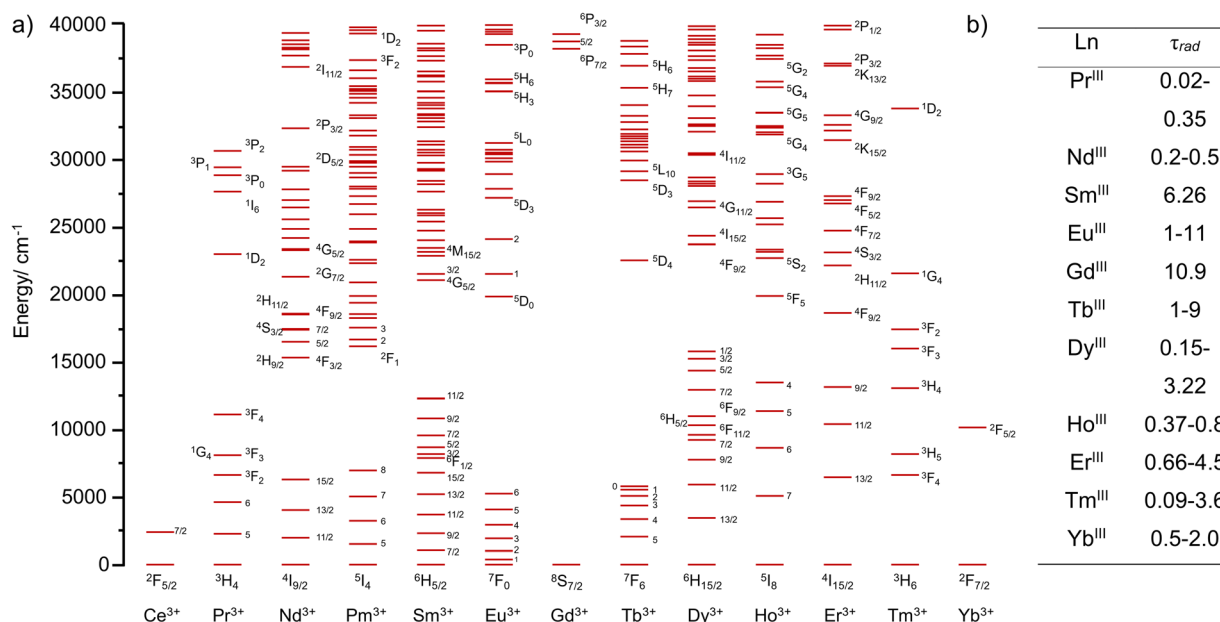 a)
Energy/ cm⁻¹
40000
35000
30000
25000
20000
15000
10000
5000
0
7/2
³P₂
³P₁
³P₀
¹I₆
¹D₂
³F₄
¹G₄
³F₃
³F₂
6
5
²I₁₁/₂
²P₃/₂
²D₅/₂
⁴G₅/₂
²G₇/₂
²H₁₁/₂
⁴F₉/₂
⁴S₃/₂
7/2
5/2
²H₉/₂
⁴F₃/₂
15/2
13/2
11/2
¹D₂
³F₂
3
2
²F₁
8
7
6
5
⁴M₁₅/₂
3/2
⁴G₅/₂
11/2
9/2
7/2
5/2
3/2
⁶F₁/₂
15/2
13/2
11/2
9/2
7/2
³P₀
⁵H₆
⁵H₃
⁵L₀
⁵D₃
2
1
⁵D₀
6
5
4
3
2
1
⁶P₃/₂
5/2
⁶P₇/₂
⁵H₆
⁵H₇
⁵L₁₀
⁵D₃
⁵D₄
0
1
2
3
4
5
⁴I₁₁/₂
⁴G₁₁/₂
⁴I₁₅/₂
⁴F₉/₂
1/2
3/2
5/2
7/2
⁶F₉/₂
⁶H₅/₂
⁶F₁₁/₂
7/2
9/2
11/2
13/2
⁵G₂
⁵G₄
⁵G₅
⁵G₄
³G₅
⁵S₂
⁵F₅
4
5
6
7
²P₁/₂
²P₃/₂
²K₁₃/₂
⁴G₉/₂
²K₁₅/₂
⁴F₉/₂
⁴F₅/₂
⁴F₇/₂
⁴S₃/₂
²H₁₁/₂
⁴F₉/₂
9/2
11/2
13/2
¹D₂
¹G₄
³F₂
³F₃
³H₄
³H₅
³F₄
²F₅/₂
²F₅/₂ ³H₄ ⁴I₉/₂ ⁵I₄ ⁶H₅/₂ ⁷F₀ ⁸S₇/₂ ⁷F₆ ⁶H₁₅/₂ ⁵I₈ ⁴I₁₅/₂ ³H₆ ²F₇/₂
Ce³⁺ Pr³⁺ Nd³⁺ Pm³⁺ Sm³⁺ Eu³⁺ Gd³⁺ Tb³⁺ Dy³⁺ Ho³⁺ Er³⁺ Tm³⁺ Yb³⁺
b)
Ln τrad
Prᴵᴵᴵ 0.02-
0.35
Ndᴵᴵᴵ 0.2-0.5
Smᴵᴵᴵ 6.26
Euᴵᴵᴵ 1-11
Gdᴵᴵᴵ 10.9
Tbᴵᴵᴵ 1-9
Dyᴵᴵᴵ 0.15-
3.22
Hoᴵᴵᴵ 0.37-0.8
Erᴵᴵᴵ 0.66-4.5
Tmᴵᴵᴵ 0.09-3.6
Ybᴵᴵᴵ 0.5-2.0